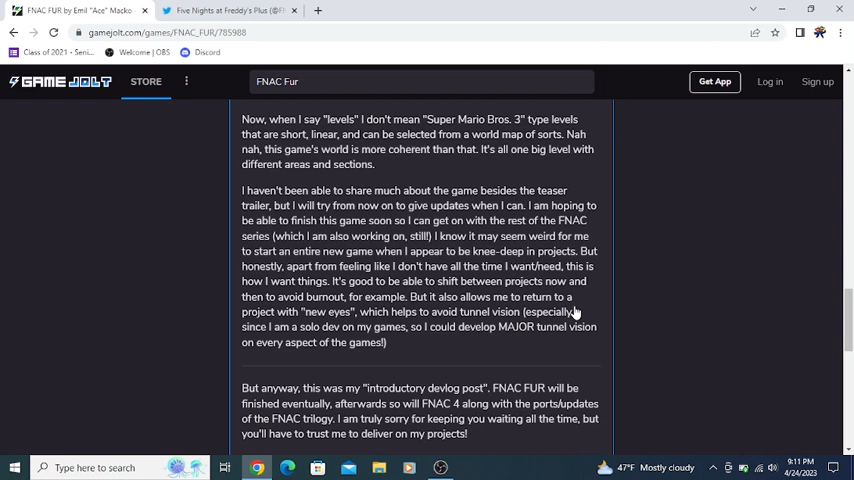 FNAC FUR by Emil "Ace" Macko
Five Nights at Freddy's Plus (@F
gamejolt.com/games/FNAC_FUR/785988
Class of 2021 - Seni...
Welcome | OBS
Discord
GAME JOLT
STORE
FNAC Fur
Get App
Log in
Sign up
Now, when I say "levels" I don't mean "Super Mario Bros. 3" type levels
that are short, linear, and can be selected from a world map of sorts. Nah
nah, this game's world is more coherent than that. It's all one big level with
different areas and sections.
I haven't been able to share much about the game besides the teaser
trailer, but I will try from now on to give updates when I can. I am hoping to
be able to finish this game soon so I can get on with the rest of the FNAC
series (which I am also working on, still!) I know it may seem weird for me
to start an entire new game when I appear to be knee-deep in projects. But
honestly, apart from feeling like I don't have all the time I want/need, this is
how I want things. It's good to be able to shift between projects now and
then to avoid burnout, for example. But it also allows me to return to a
project with "new eyes", which helps to avoid tunnel vision (especially
since I am a solo dev on my games, so I could develop MAJOR tunnel vision
on every aspect of the games!)
But anyway, this was my "introductory devlog post". FNAC FUR will be
finished eventually, afterwards so will FNAC 4 along with the ports/updates
of the FNAC trilogy. I am truly sorry for keeping you waiting all the time, but
you'll have to trust me to deliver on my projects!
Type here to search
47°F Mostly cloudy
9:11 PM
4/24/2023